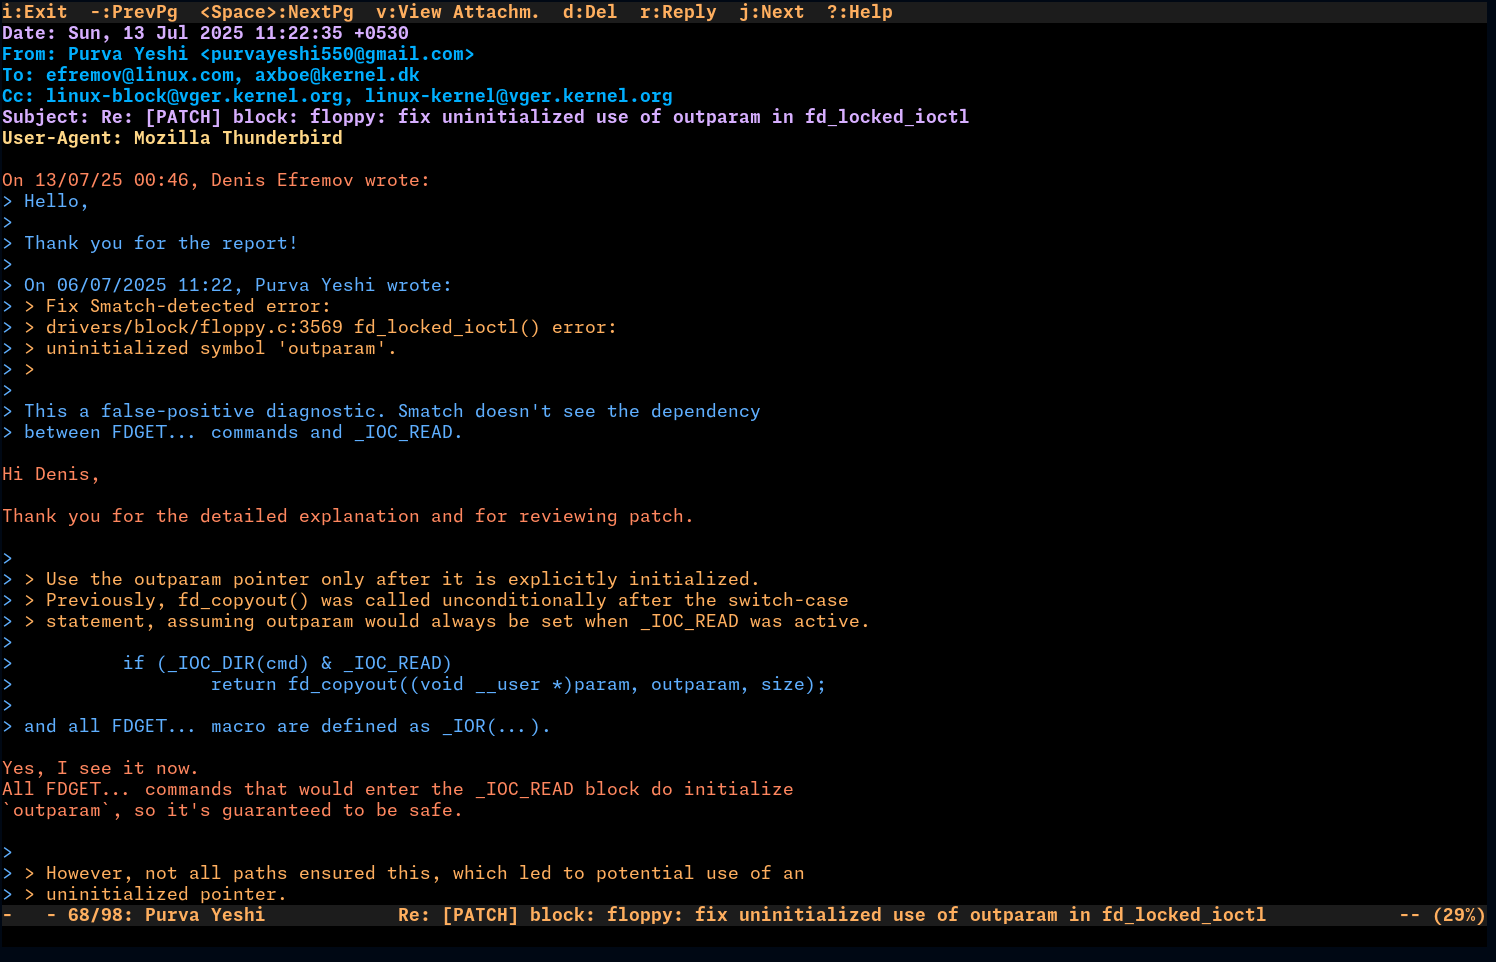 i:Exit  -:PrevPg  <Space>:NextPg  v:View Attachm.  d:Del  r:Reply  j:Next  ?:Help
Date: Sun, 13 Jul 2025 11:22:35 +0530
From: Purva Yeshi <purvayeshi550@gmail.com>
To: efremov@linux.com, axboe@kernel.dk
Cc: linux-block@vger.kernel.org, linux-kernel@vger.kernel.org
Subject: Re: [PATCH] block: floppy: fix uninitialized use of outparam in fd_locked_ioctl
User-Agent: Mozilla Thunderbird

On 13/07/25 00:46, Denis Efremov wrote:
> Hello,
>
> Thank you for the report!
>
> On 06/07/2025 11:22, Purva Yeshi wrote:
> > Fix Smatch-detected error:
> > drivers/block/floppy.c:3569 fd_locked_ioctl() error:
> > uninitialized symbol 'outparam'.
> >
>
> This a false-positive diagnostic. Smatch doesn't see the dependency
> between FDGET... commands and _IOC_READ.

Hi Denis,

Thank you for the detailed explanation and for reviewing patch.

>
> > Use the outparam pointer only after it is explicitly initialized.
> > Previously, fd_copyout() was called unconditionally after the switch-case
> > statement, assuming outparam would always be set when _IOC_READ was active.
>
>          if (_IOC_DIR(cmd) & _IOC_READ)
>                  return fd_copyout((void __user *)param, outparam, size);
>
> and all FDGET... macro are defined as _IOR(...).

Yes, I see it now.
All FDGET... commands that would enter the _IOC_READ block do initialize
`outparam`, so it's guaranteed to be safe.

>
> > However, not all paths ensured this, which led to potential use of an
> > uninitialized pointer.
-   - 68/98: Purva Yeshi            Re: [PATCH] block: floppy: fix uninitialized use of outparam in fd_locked_ioctl            -- (29%)